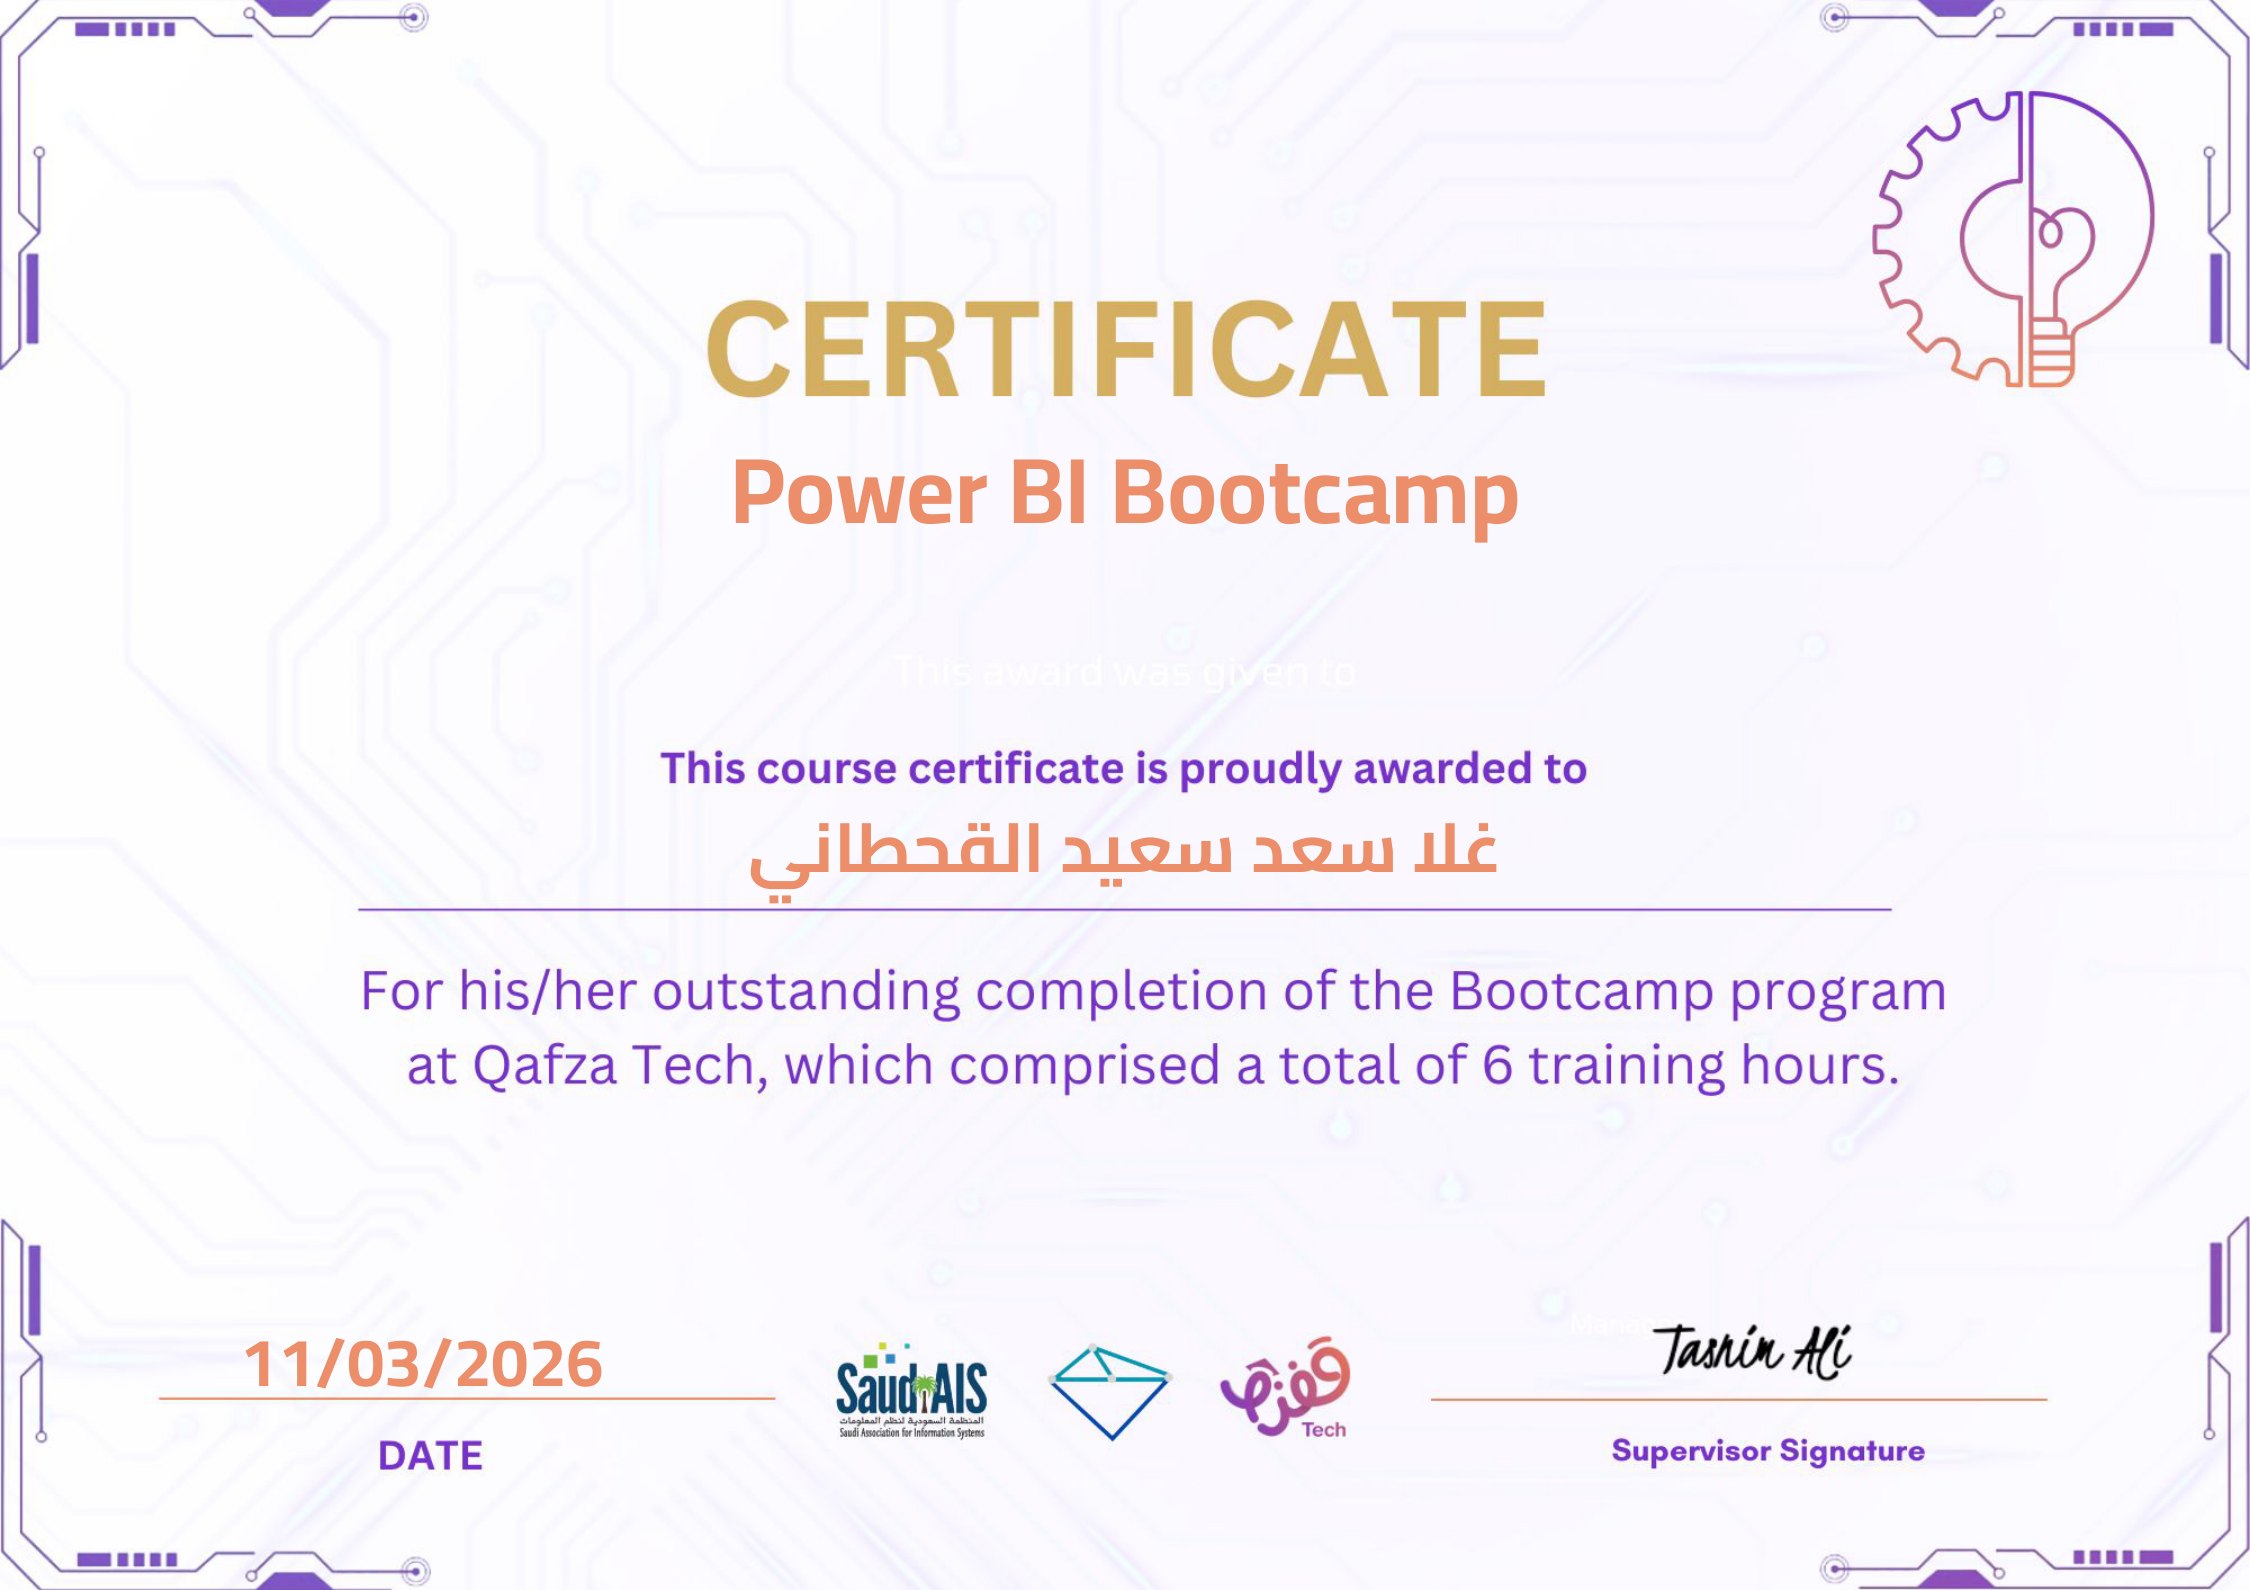 CERTIFICATE
Power BI Bootcamp
This award was given to
This course certificate is proudly awarded to
غلا سعد سعيد القحطاني
For his/her outstanding completion of the Bootcamp program
at Qafza Tech, which comprised a total of 6 training hours.
11/03/2026
DATE
Saudi AIS
المنظمة السعودية لنظم المعلومات
Saudi Association for Information Systems
قفزة
Tech
Tasnim Ali
Supervisor Signature